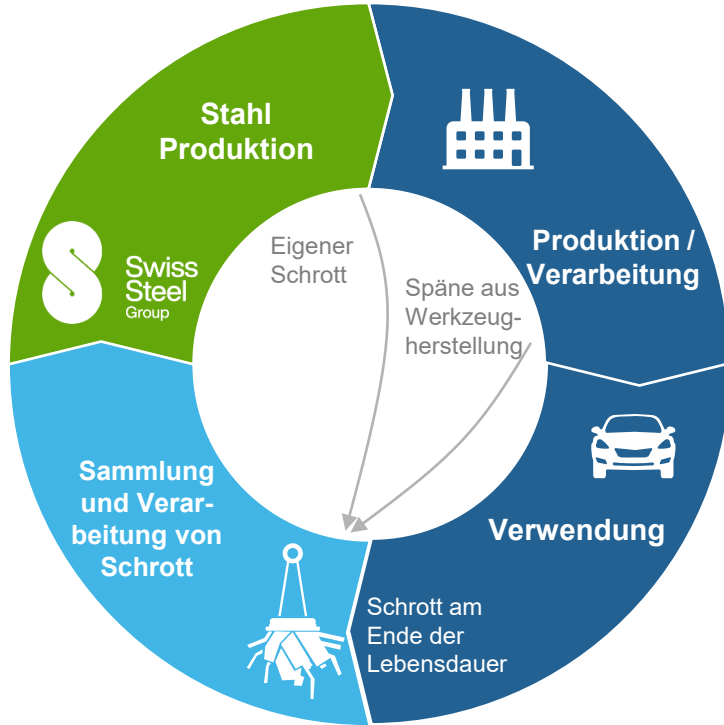 Stahl
Produktion
Swiss
Steel
Group
Eigener
Schrott
Produktion /
Verarbeitung
Späne aus
Werkzeug-
herstellung
Sammlung
und Verar-
beitung von
Schrott
Verwendung
Schrott am
Ende der
Lebensdauer